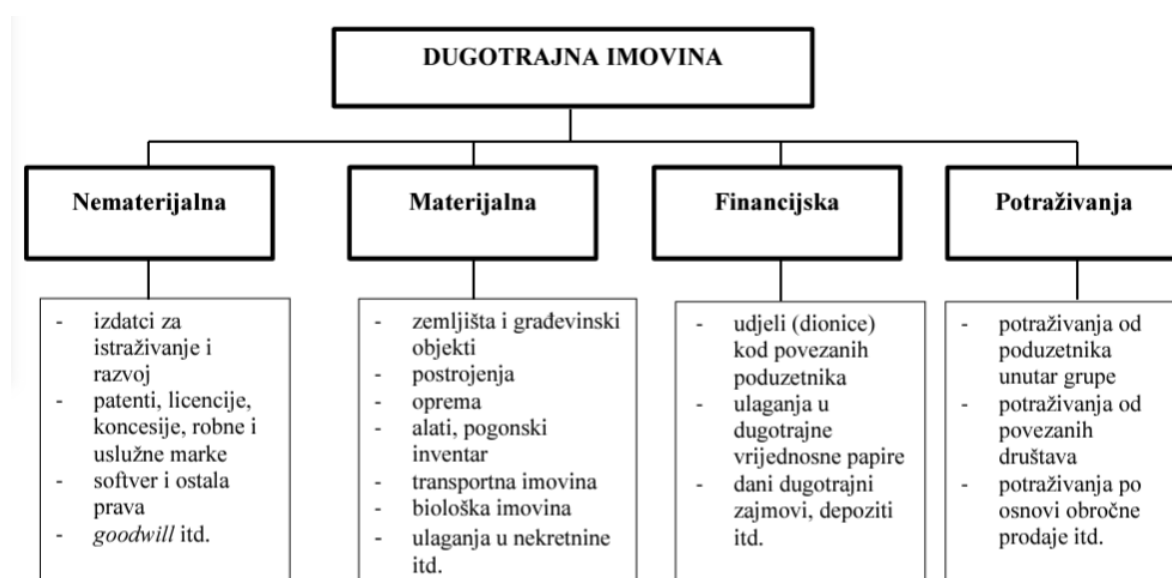 DUGOTRAJNA IMOVINA
Nematerijalna
Materijalna
Financijska
Potraživanja
- izdatci za
istraživanje i
razvoj
- patenti, licencije,
koncesije, robne i
uslužne marke
- softver i ostala
prava
- goodwill itd.
- zemljišta i građevinski
objekti
- postrojenja
- oprema
- alati, pogonski
inventar
- transportna imovina
- biološka imovina
- ulaganja u nekretnine
itd.
- udjeli (dionice)
kod povezanih
poduzetnika
- ulaganja u
dugotrajne
vrijednosne papire
- dani dugotrajni
zajmovi, depoziti
itd.
- potraživanja od
poduzetnika
unutar grupe
- potraživanja od
povezanih
društava
- potraživanja po
osnovi obročne
prodaje itd.